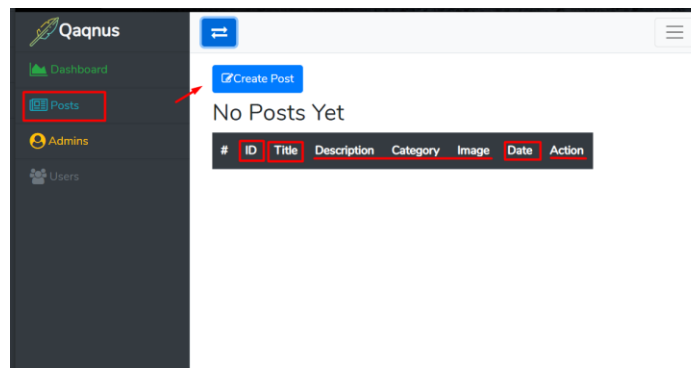 Qaqnus
Dashboard
Posts
Admins
Users
Create Post
No Posts Yet
# ID Title Description Category Image Date Action